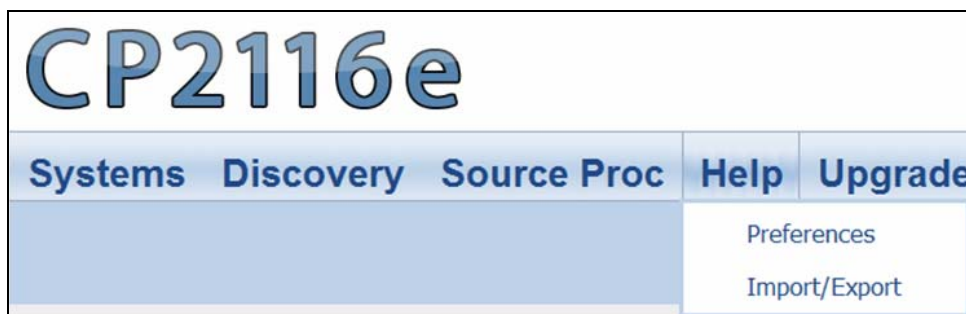 CP2116e
Systems Discovery Source Proc Help Upgrade
Preferences
Import/Export